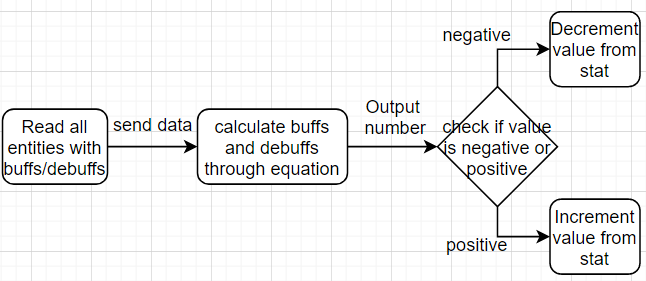 Read all
entities with
buffs/debuffs
send data
calculate buffs
and debuffs
through equation
Output
number
check if value
is negative or
positive
negative
Decrement
value from
stat
positive
Increment
value from
stat